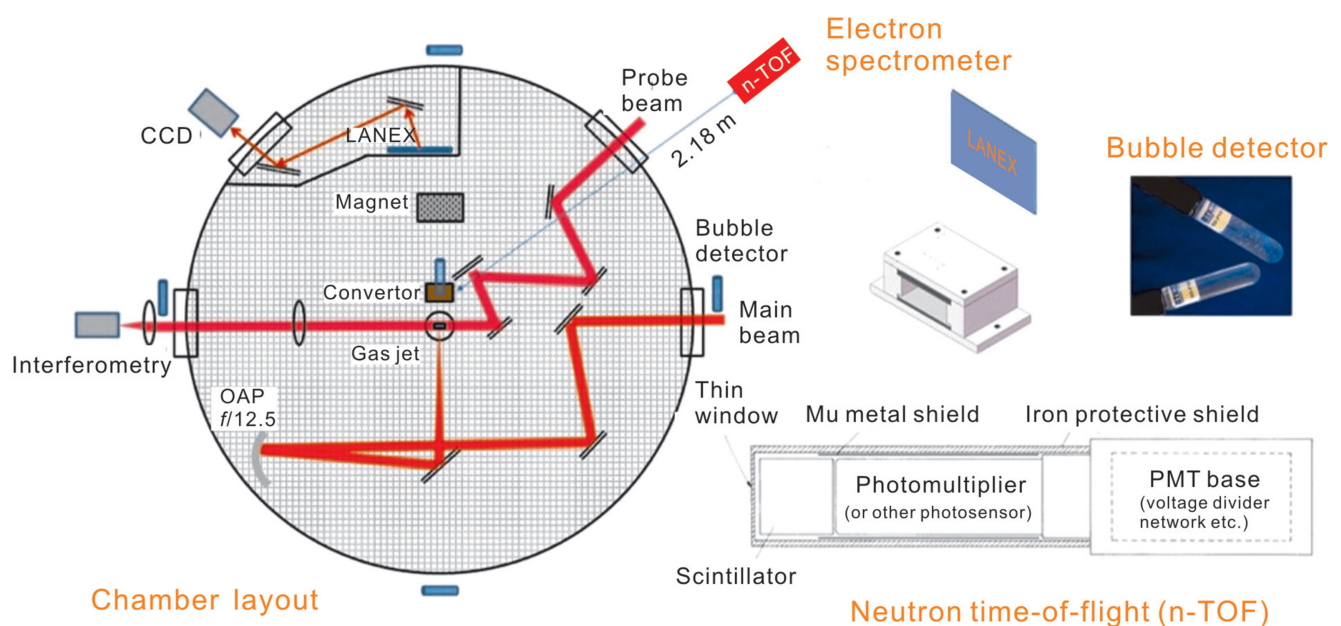 Electron
spectrometer
n-TOF
Probe
beam
2.18 m
CCD
LANEX
LANEX
Bubble detector
Magnet
Bubble
detector
Convertor
Main
beam
Interferometry
Gas jet
OAP
f/12.5
Thin
window
Mu metal shield
Iron protective shield
Photomultiplier
(or other photosensor)
PMT base
(voltage divider
network etc.)
Scintillator
Chamber layout
Neutron time-of-flight (n-TOF)